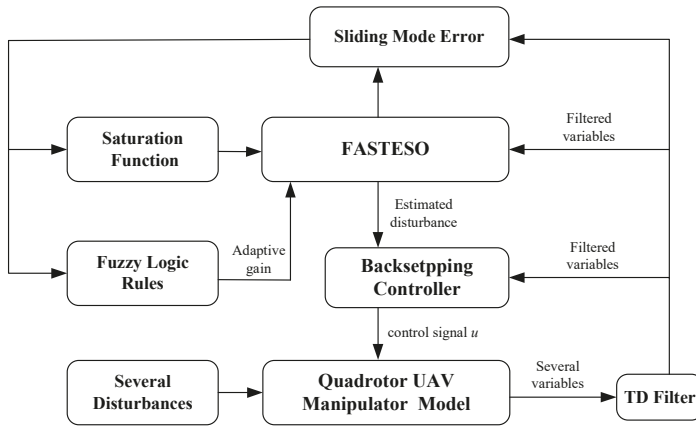 Sliding Mode Error
Saturation
Function
FASTESO
Filtered
variables
Estimated
disturbance
Fuzzy Logic
Rules
Adaptive
gain
Backsetpping
Controller
Filtered
variables
control signal u
Several
Disturbances
Quadrotor UAV
Manipulator Model
Several
variables
TD Filter